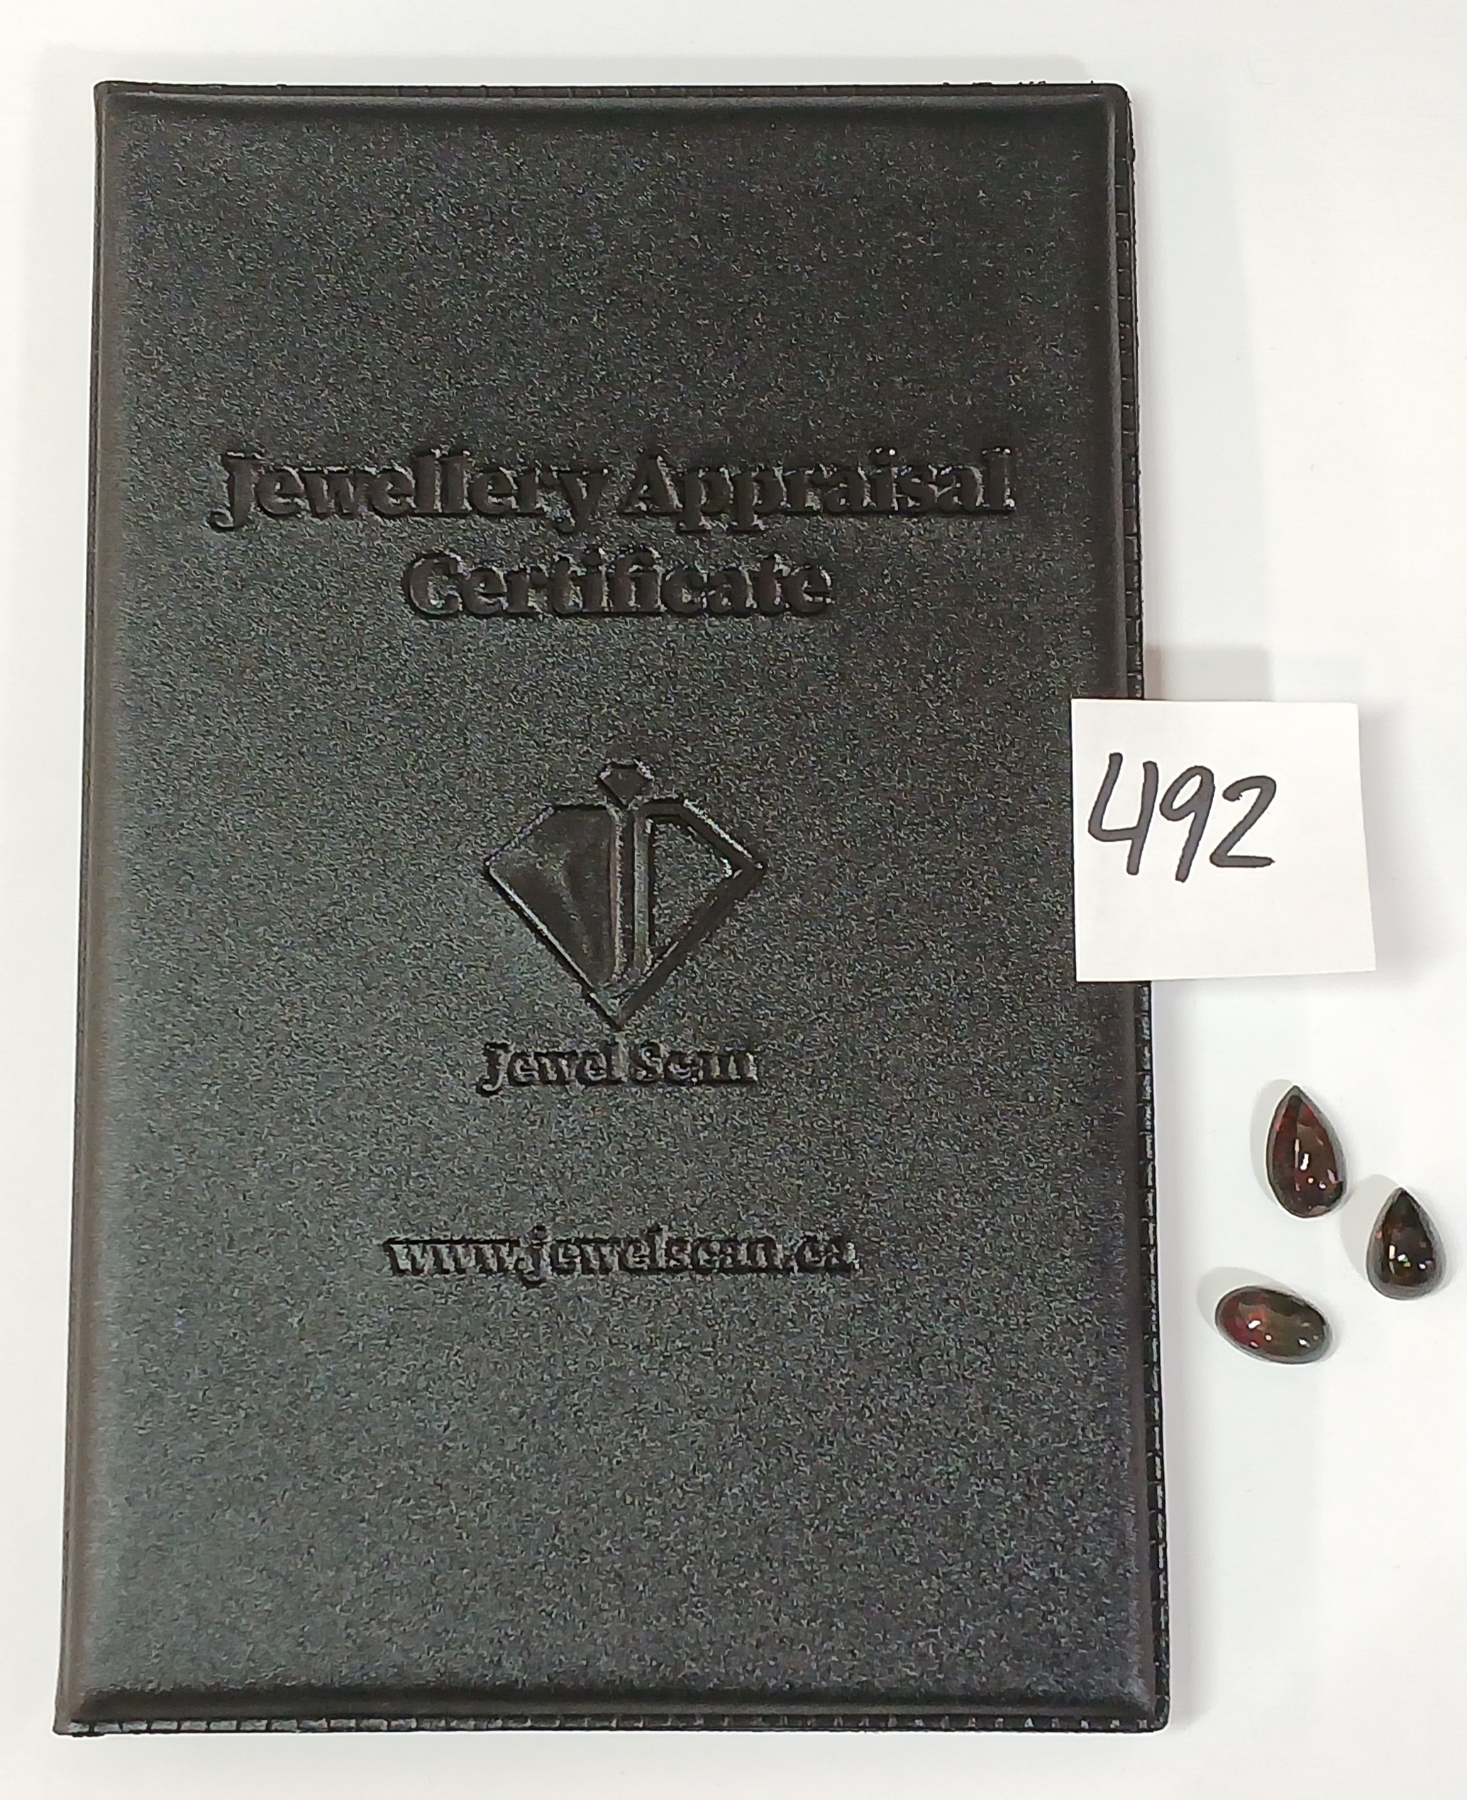 Jewellery Appraisal
Certificate
492
Jewel Scan
www.jewelscan.ca